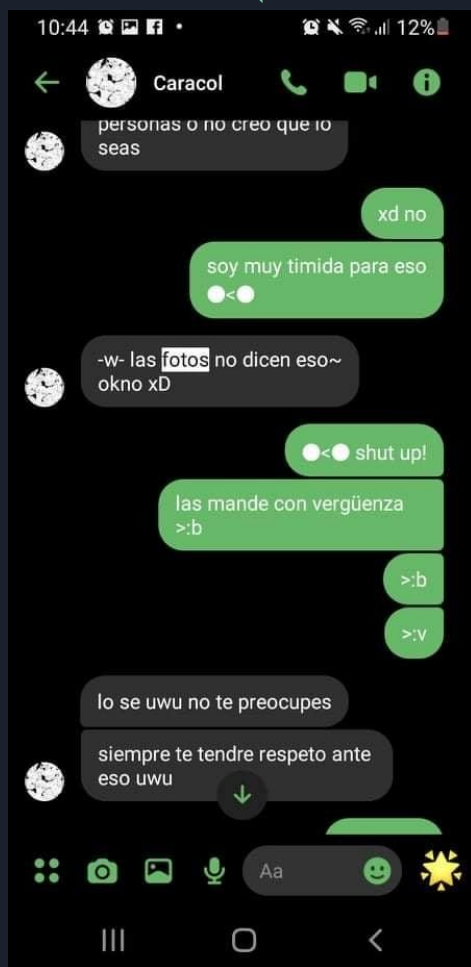 10:44
12%
Caracol
personas o no creo que lo
seas
xd no
soy muy timida para eso
●<●
-w- las fotos no dicen eso~
okno xD
●<● shut up!
las mande con vergüenza
>:b
>:b
>:v
lo se uwu no te preocupes
siempre te tendre respeto ante
eso uwu
Aa